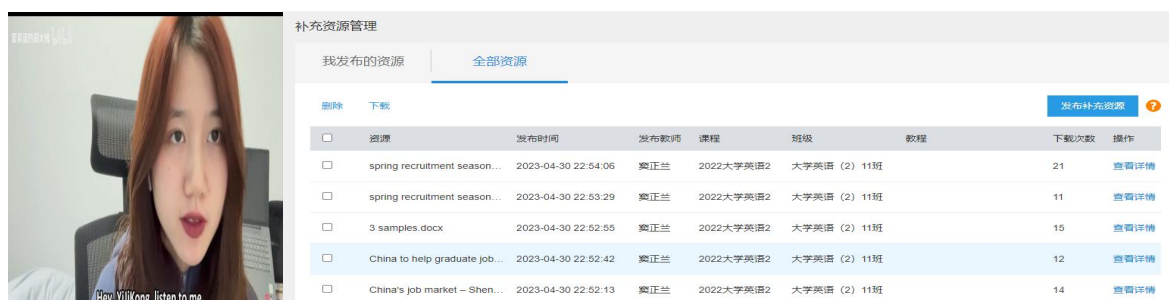 Hey, YiLiKong, listen to me
补充资源管理
我发布的资源 全部资源
删除 下载 发布补充资源 ?
资源 发布时间 发布教师 课程 班级 教程 下载次数 操作
spring recruitment season... 2023-04-30 22:54:06 窦正兰 2022大学英语2 大学英语（2）11班 21 查看详情
spring recruitment season... 2023-04-30 22:53:29 窦正兰 2022大学英语2 大学英语（2）11班 11 查看详情
3 samples.docx 2023-04-30 22:52:55 窦正兰 2022大学英语2 大学英语（2）11班 15 查看详情
China to help graduate job... 2023-04-30 22:52:42 窦正兰 2022大学英语2 大学英语（2）11班 12 查看详情
China's job market – Shen... 2023-04-30 22:52:13 窦正兰 2022大学英语2 大学英语（2）11班 14 查看详情